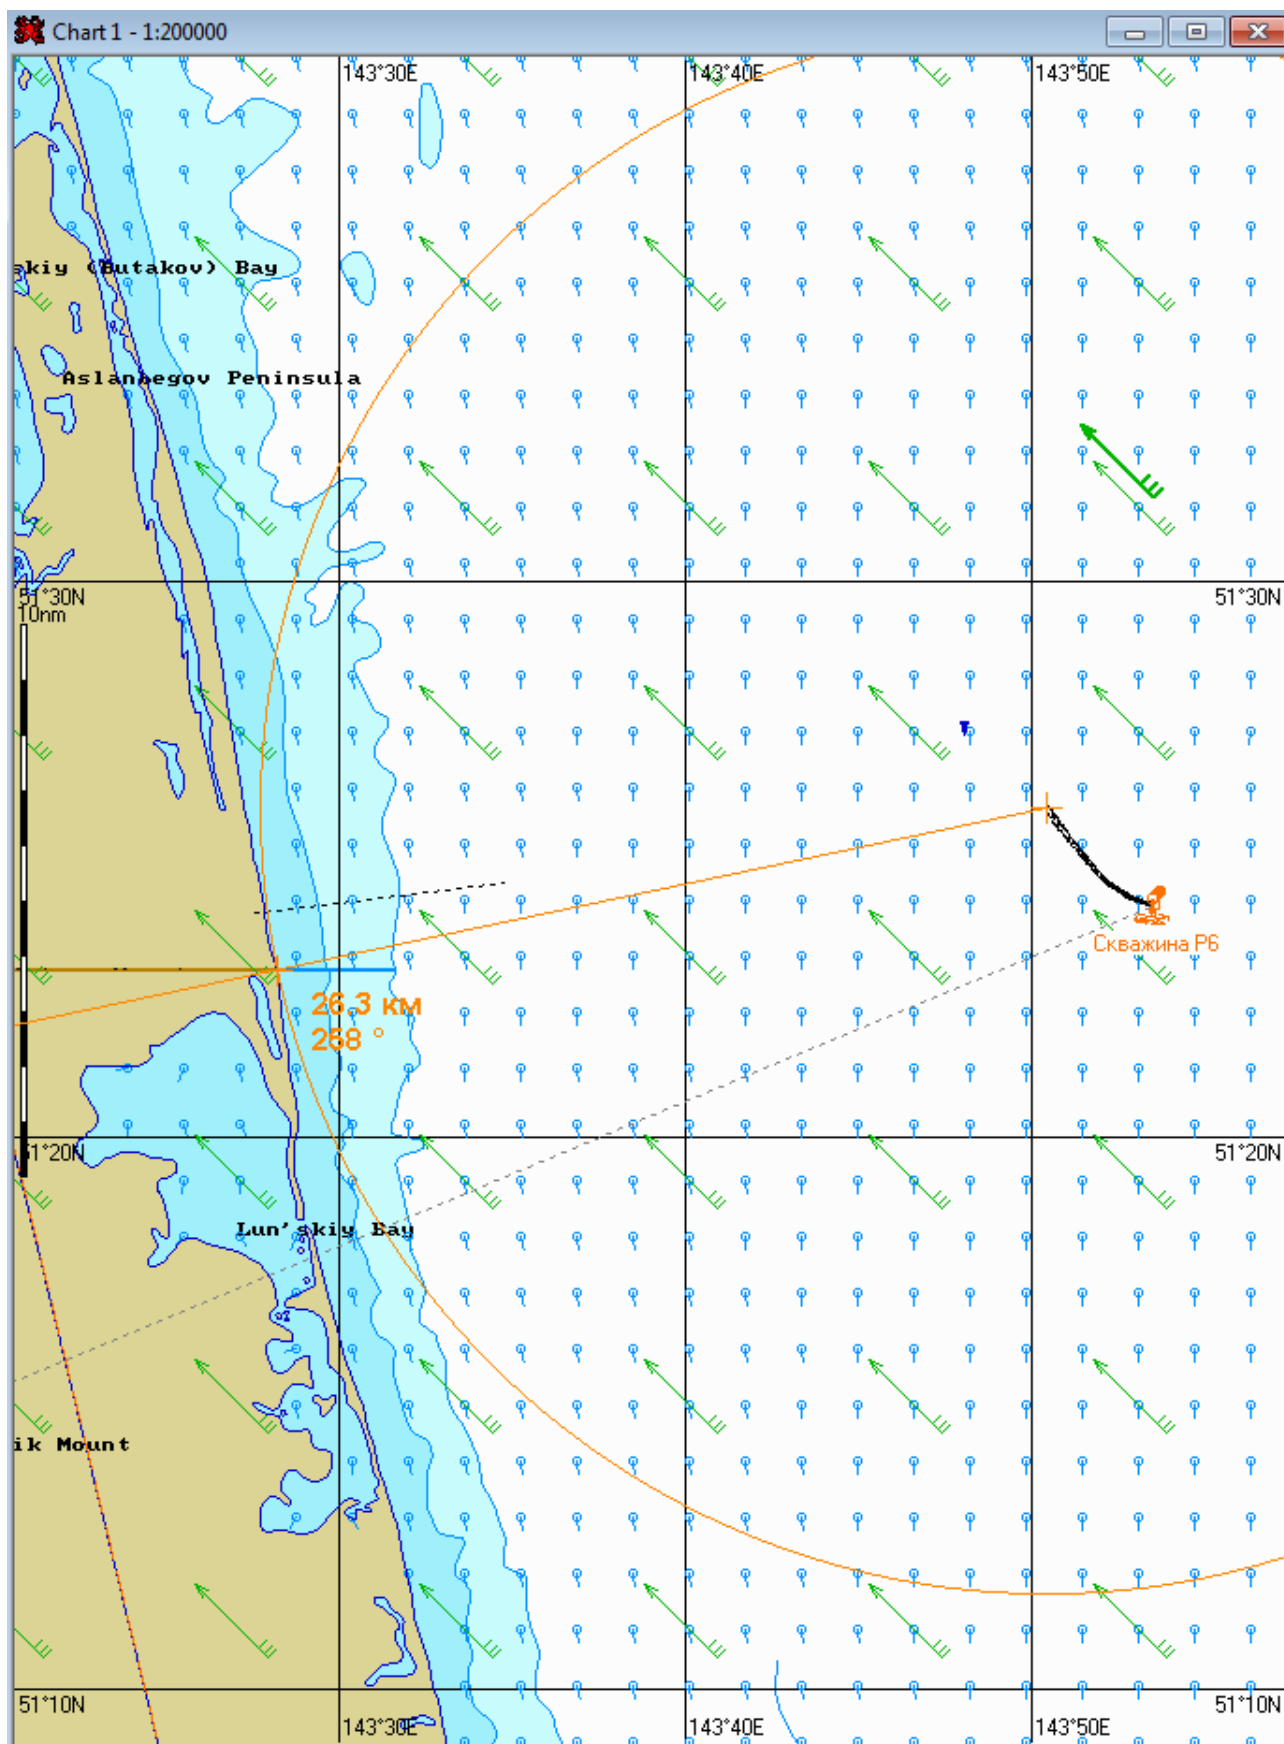 Chart 1 - 1:200000
143°30E 143°40E 143°50E
skiy (Butakov) Bay
Aslanbegov Peninsula
51°30N 51°30N
10nm
Скважина Р6
26,3 км
258 °
51°20N 51°20N
Lun'skiy Bay
ik Mount
51°10N 51°10N
143°30E 143°40E 143°50E